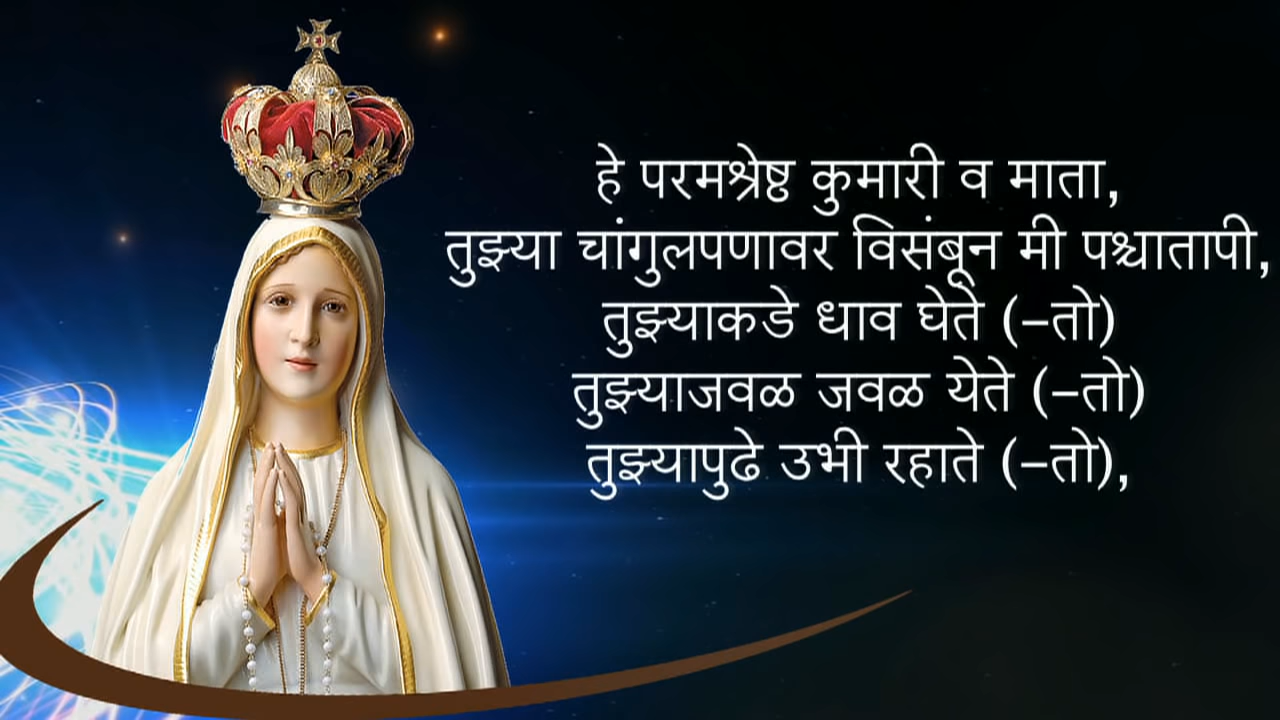 हे परमश्रेष्ठ कुमारी व माता,
तुझ्या चांगुलपणावर विसंबून मी पश्चातापी,
तुझ्याकडे धाव घेते (–तो)
तुझ्याजवळ जवळ येते (–तो)
तुझ्यापुढे उभी रहाते (–तो),